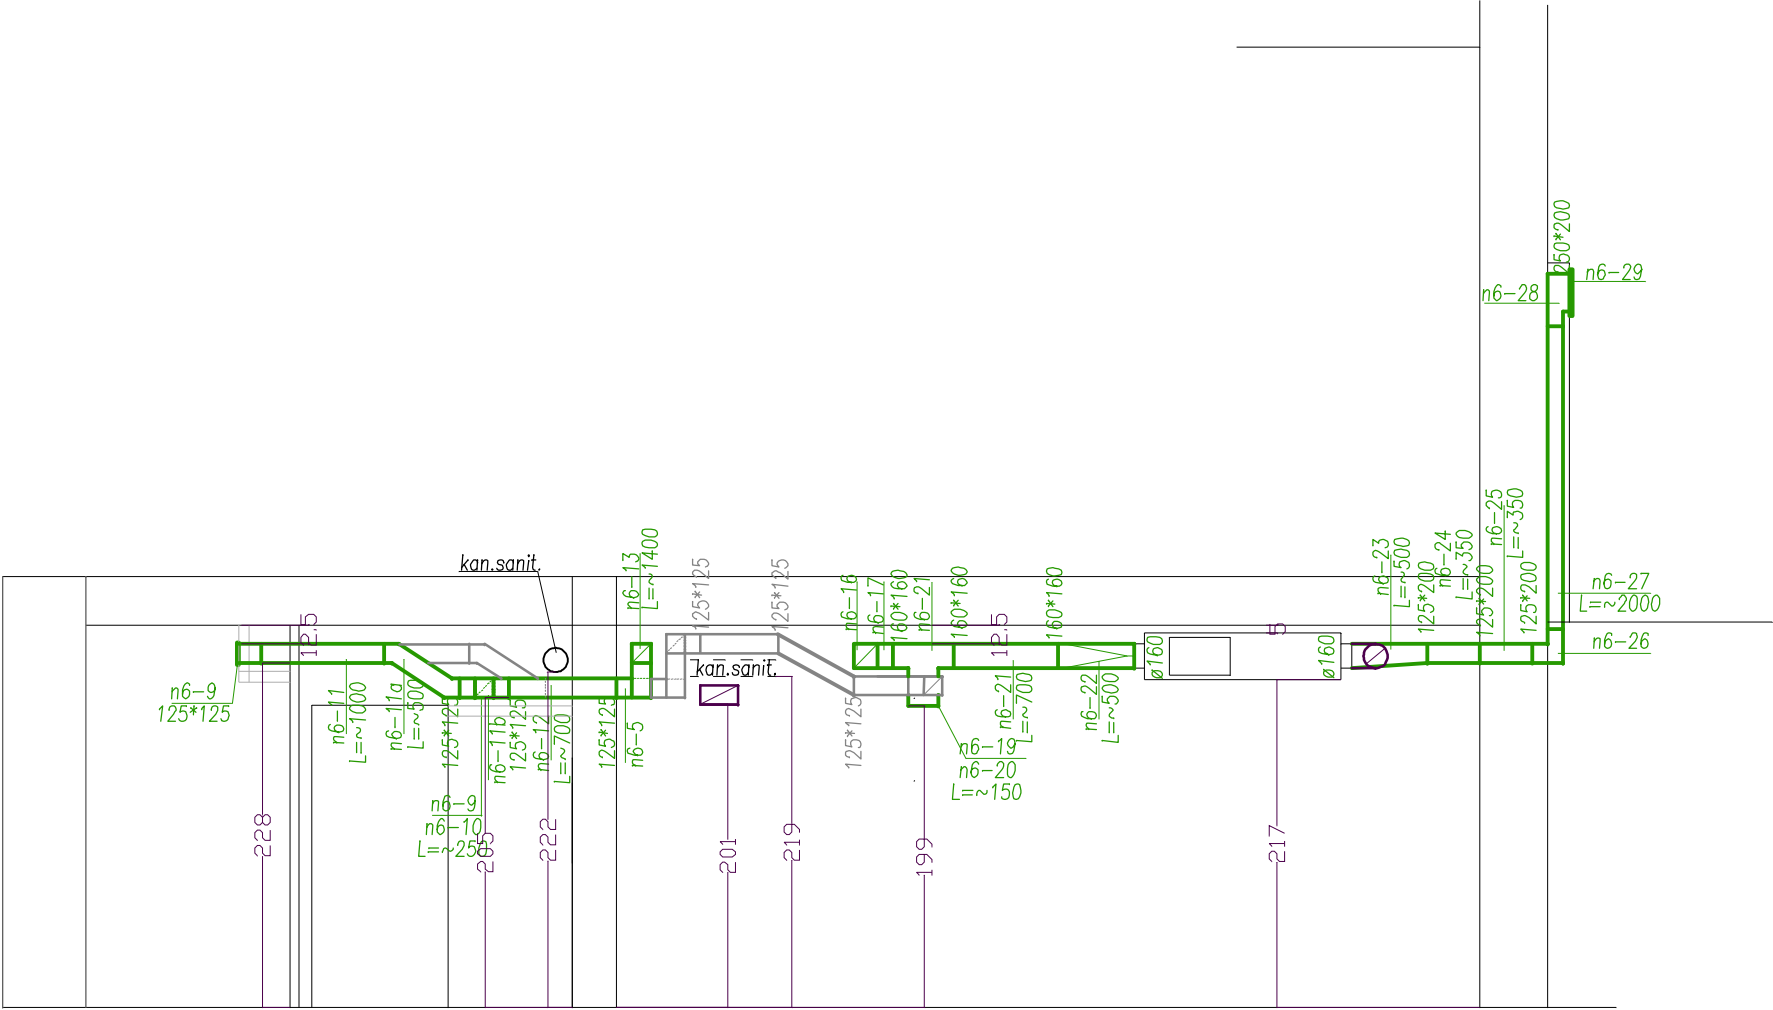 250*200
n6-29
n6-28
kan.sanit.
n6-13
L=~1400
125*125
125*125
n6-16
n6-17
160*160
n6-21
160*160
12.5
160*160
ø160
5
ø160
n6-23
L=~500
125*200
n6-24
L=~350
125*200
n6-25
L=~350
125*200
n6-27
L=~2000
n6-26
12.5
kan.sanit.
n6-9
125*125
n6-11
L=~1000
n6-11a
L=~500
125*125
n6-11b
125*125
n6-12
L=~700
125*125
n6-5
125*125
n6-21
L=~700
n6-22
L=~500
n6-19
n6-20
L=~150
n6-9
n6-10
L=~250
228
205
222
201
219
199
217